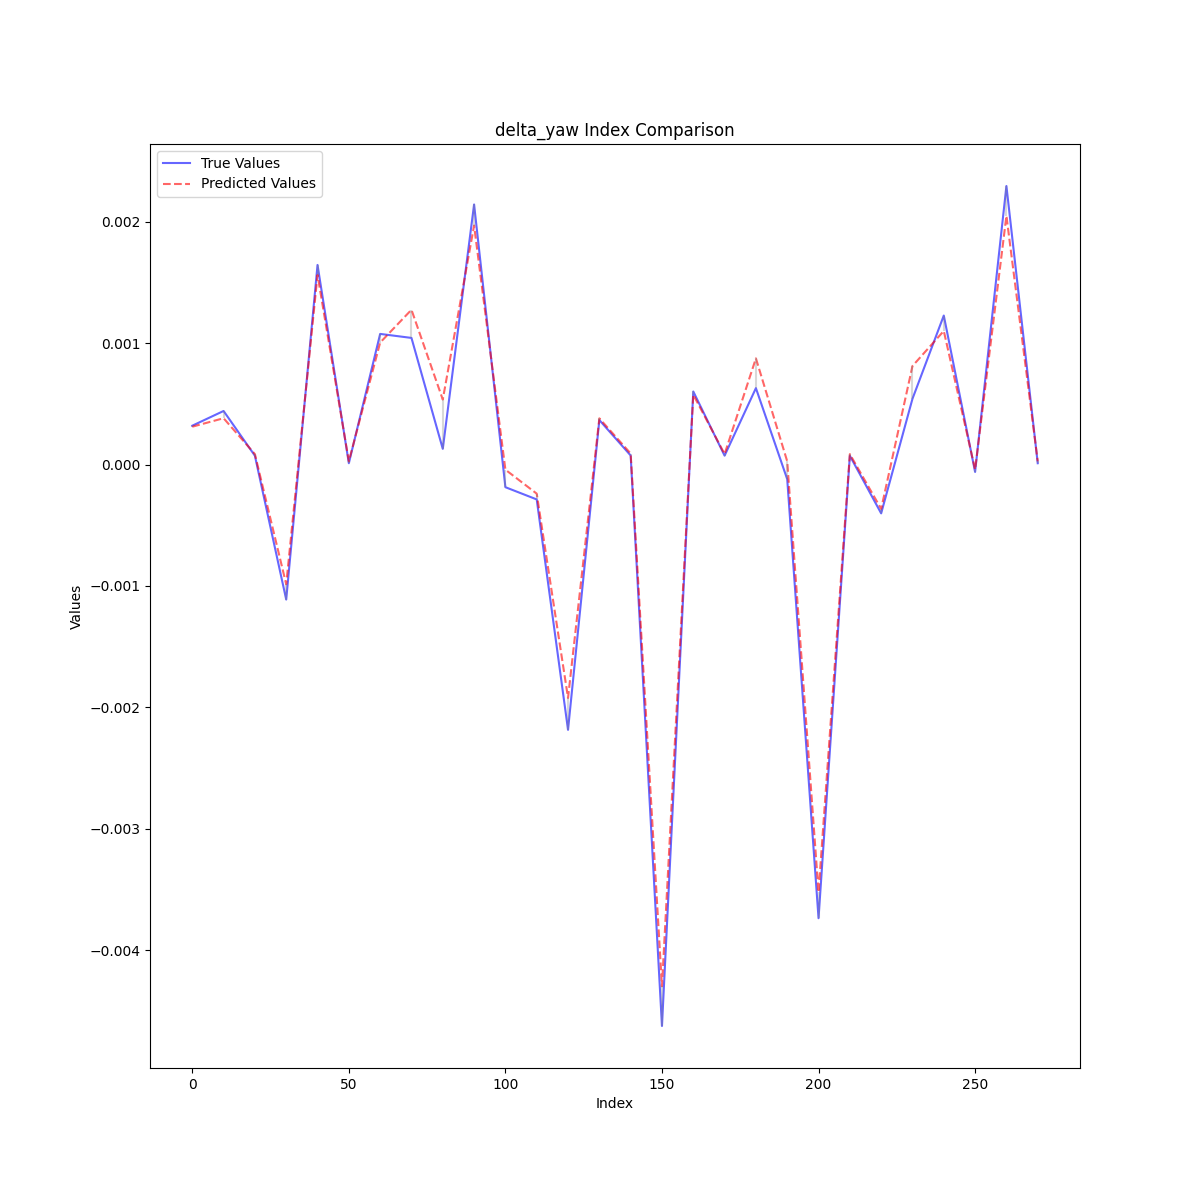 delta_yaw Index Comparison
True Values
Predicted Values
0.002
0.001
0.000
−0.001
−0.002
−0.003
−0.004
Values
0 50 100 150 200 250
Index